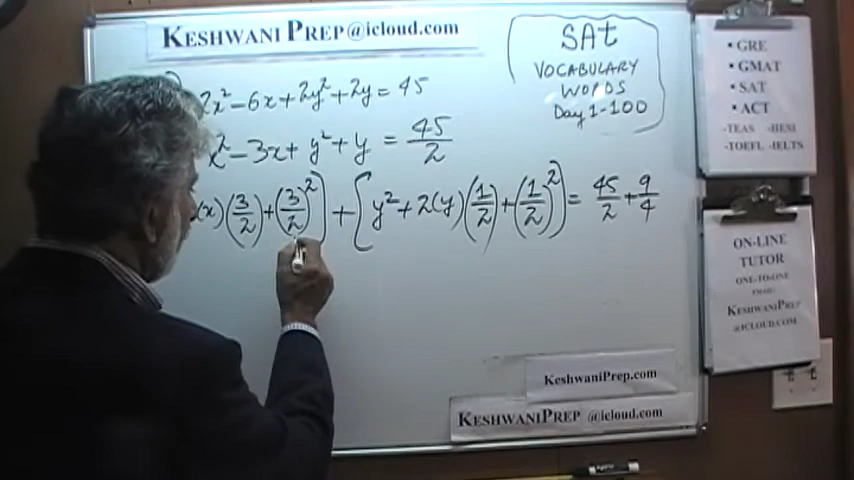 KESHWANI PREP @icloud.com
SAt
VOCABULARY
WORDS
Day 1-100
2x² - 6x + 2y² + 2y = 45
x² - 3x + y² + y = 45/2
(x)(3/2) + (3/2)²) + [y² + 2(y)(1/2) + (1/2)²) = 45/2 + 9/4
• GRE
• GMAT
• SAT
• ACT
-TEAS -HESI
-TOEFL -IELTS
ON-LINE
TUTOR
ONE-TO-ONE
KESHWANIPREP
@ICLOUD.COM
KESHWANIPREP.COM
KESHWANIPREP @icloud.com